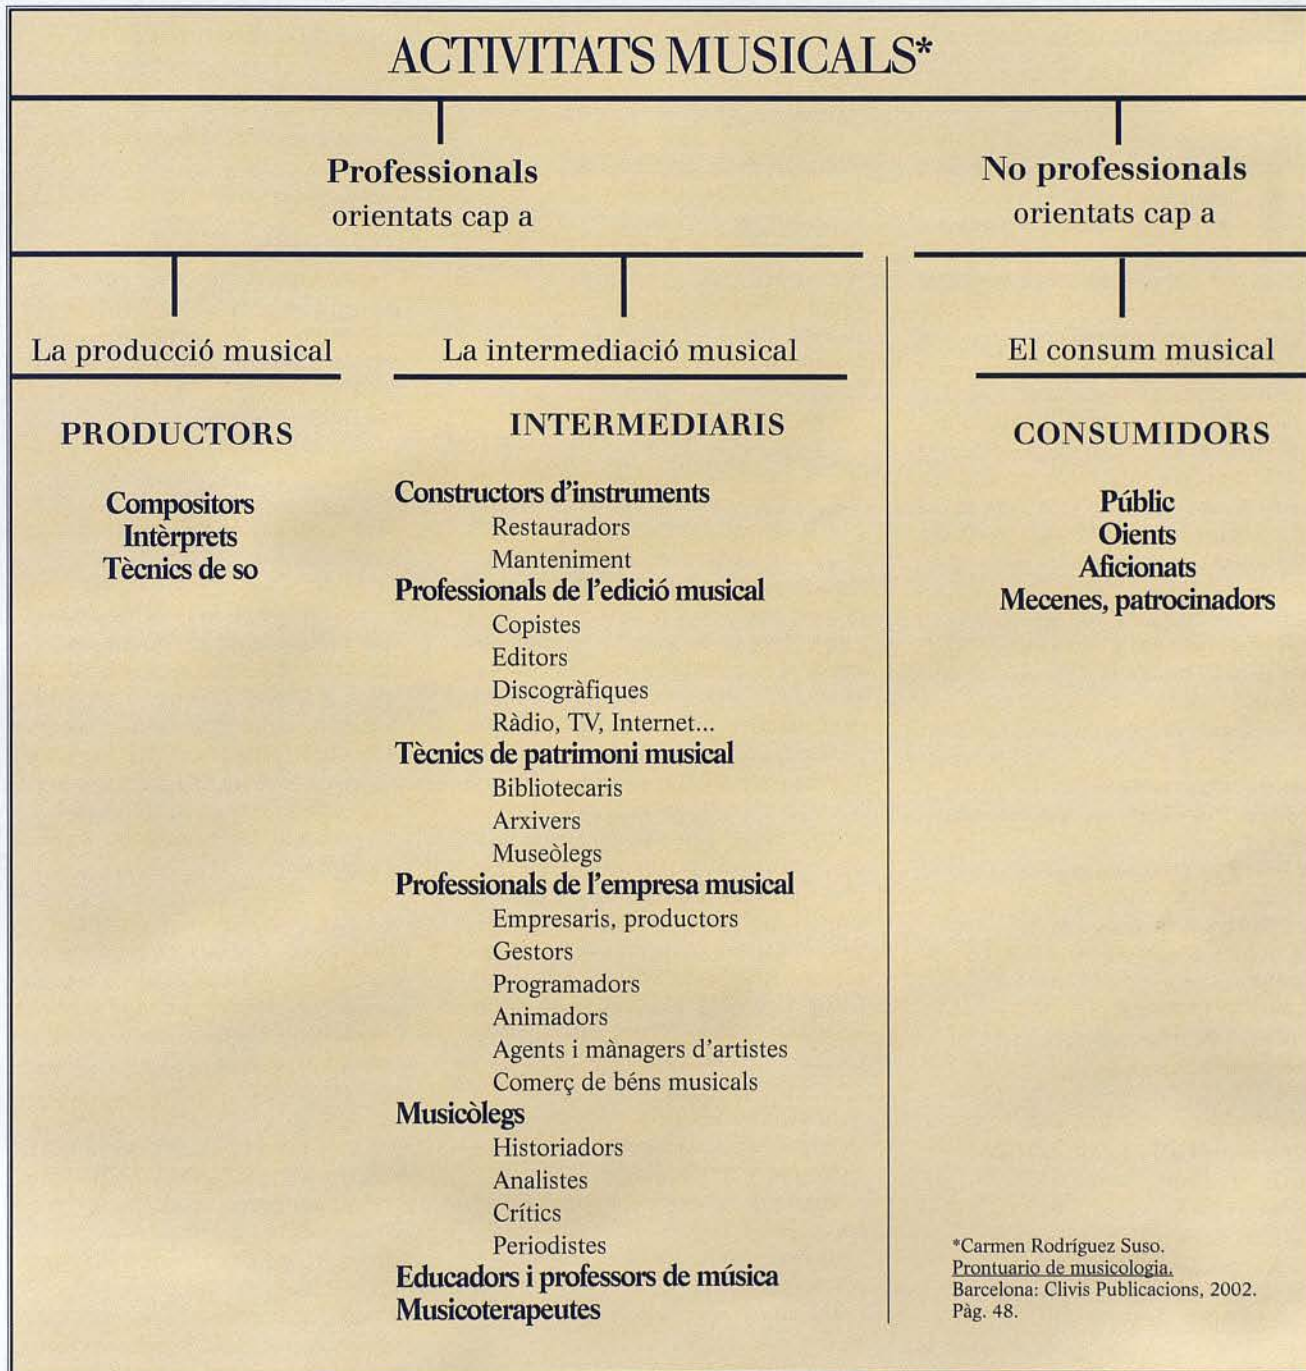 ACTIVITATS MUSICALS*
Professionals
orientats cap a
No professionals
orientats cap a
La producció musical
La intermediació musical
El consum musical
PRODUCTORS
Compositors
Intèrprets
Tècnics de so
INTERMEDIARIS
Constructors d'instruments
Restauradors
Manteniment
Professionals de l'edició musical
Copistes
Editors
Discogràfiques
Ràdio, TV, Internet...
Tècnics de patrimoni musical
Bibliotecaris
Arxivers
Museòlegs
Professionals de l'empresa musical
Empresaris, productors
Gestors
Programadors
Animadors
Agents i mànagers d'artistes
Comerç de béns musicals
Musicòlegs
Historiadors
Analistes
Crítics
Periodistes
Educadors i professors de música
Musicoterapeutes
CONSUMIDORS
Públic
Oients
Aficionats
Mecenes, patrocinadors
*Carmen Rodríguez Suso.
Prontuario de musicologia.
Barcelona: Clivis Publicacions, 2002.
Pàg. 48.